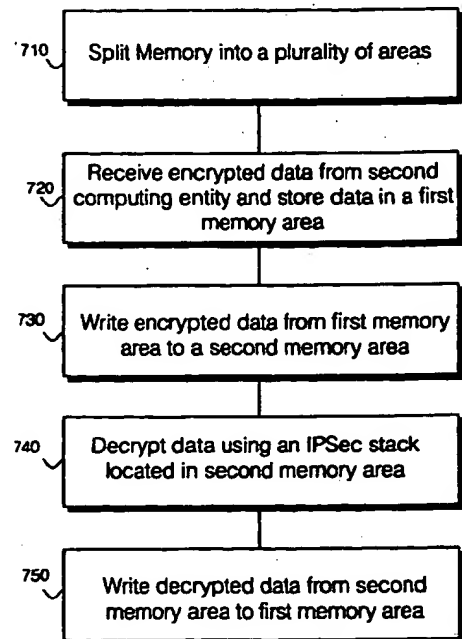 710
Split Memory into a plurality of areas
720
Receive encrypted data from second
computing entity and store data in a first
memory area
730
Write encrypted data from first memory
area to a second memory area
740
Decrypt data using an IPSec stack
located in second memory area
750
Write decrypted data from second
memory area to first memory area